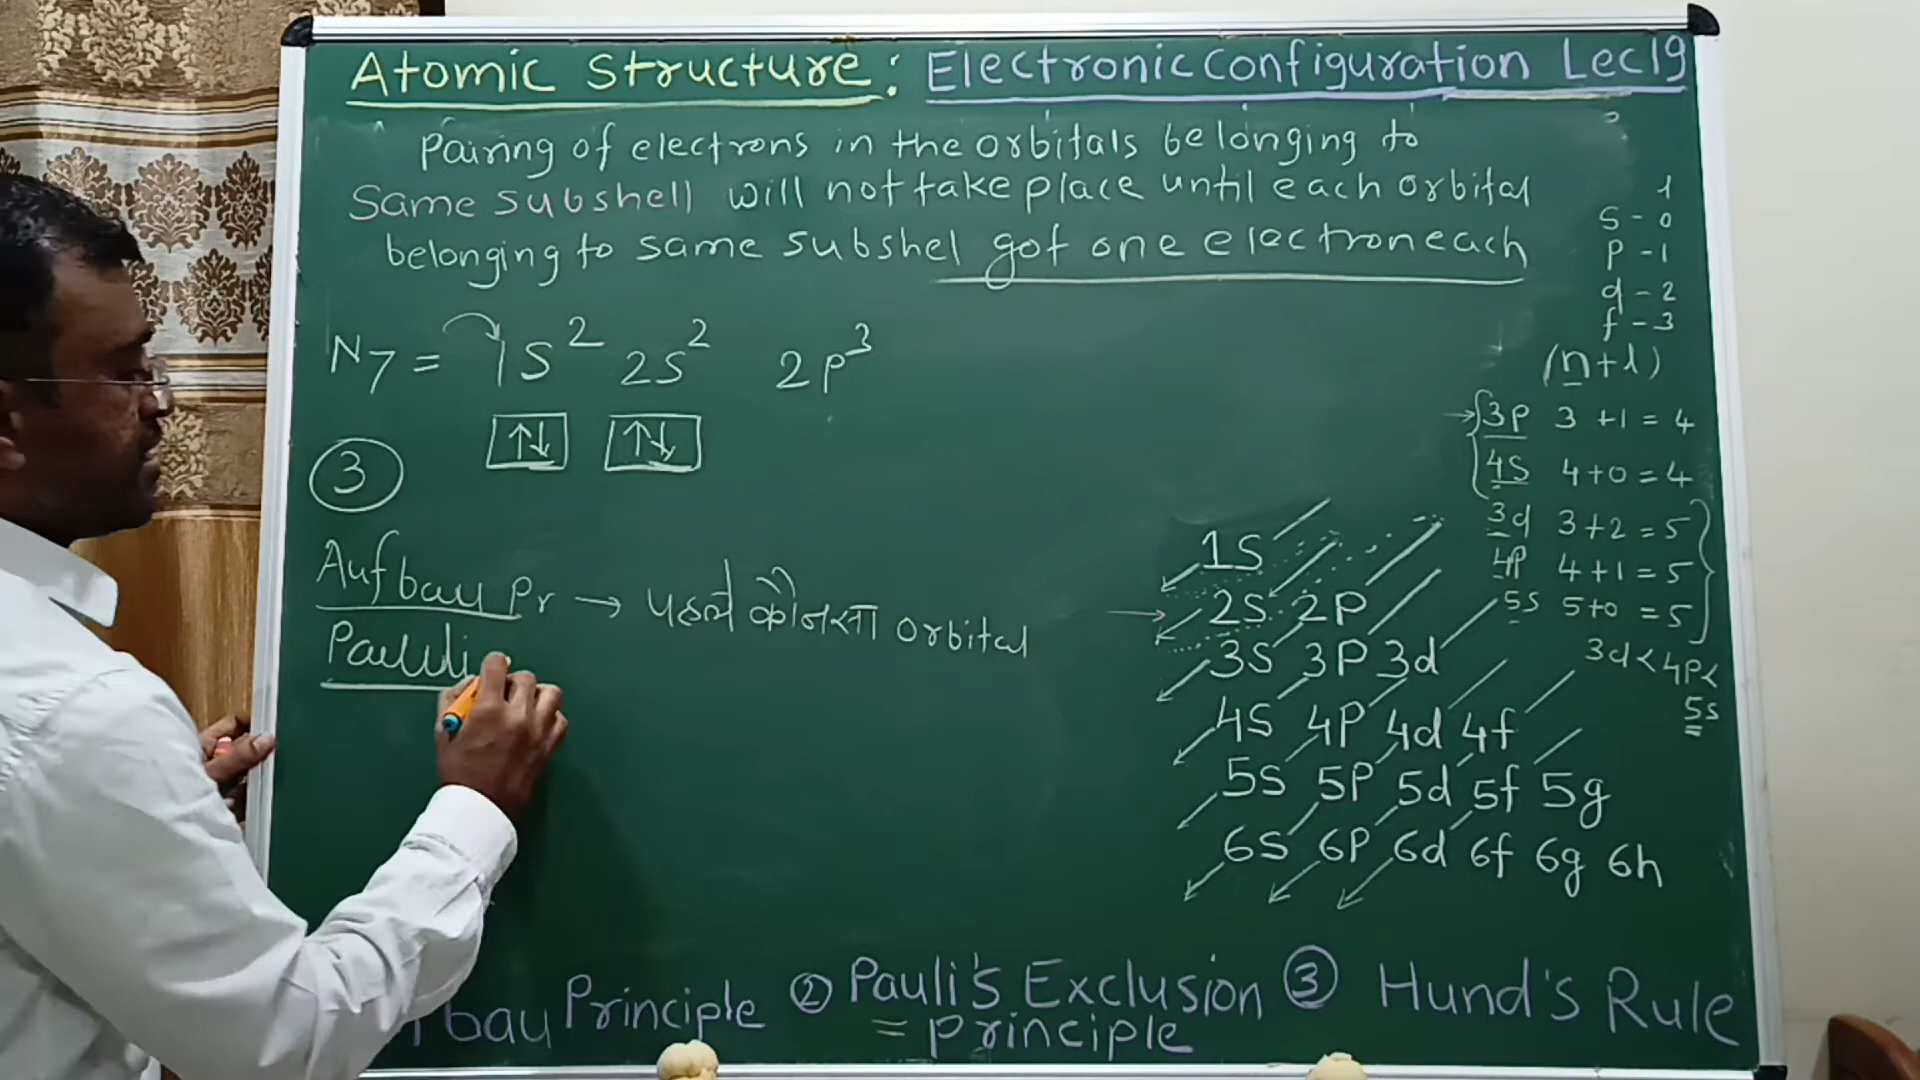 Atomic Structure: Electronic Configuration Lec19
Pairing of electrons in the orbitals belonging to
Same subshell will not take place until each orbital
belonging to same subshel got one electron each
l
s - 0
p - 1
d - 2
f - 3
(n+l)
N7 = 1S² 2S² 2p³
↑↓ ↑↓
→ 3p 3 + 1 = 4
4S 4 + 0 = 4
3d 3 + 2 = 5
4p 4 + 1 = 5
5s 5 + 0 = 5
3d < 4p <
5s
③
Aufbau Pr → पहले कौनसा orbital
Pauli
1S
2S 2P
3S 3P 3d
4S 4P 4d 4f
5S 5P 5d 5f 5g
6S 6P 6d 6f 6g 6h
bau Principle ② Pauli's Exclusion ③ Hund's Rule
= principle